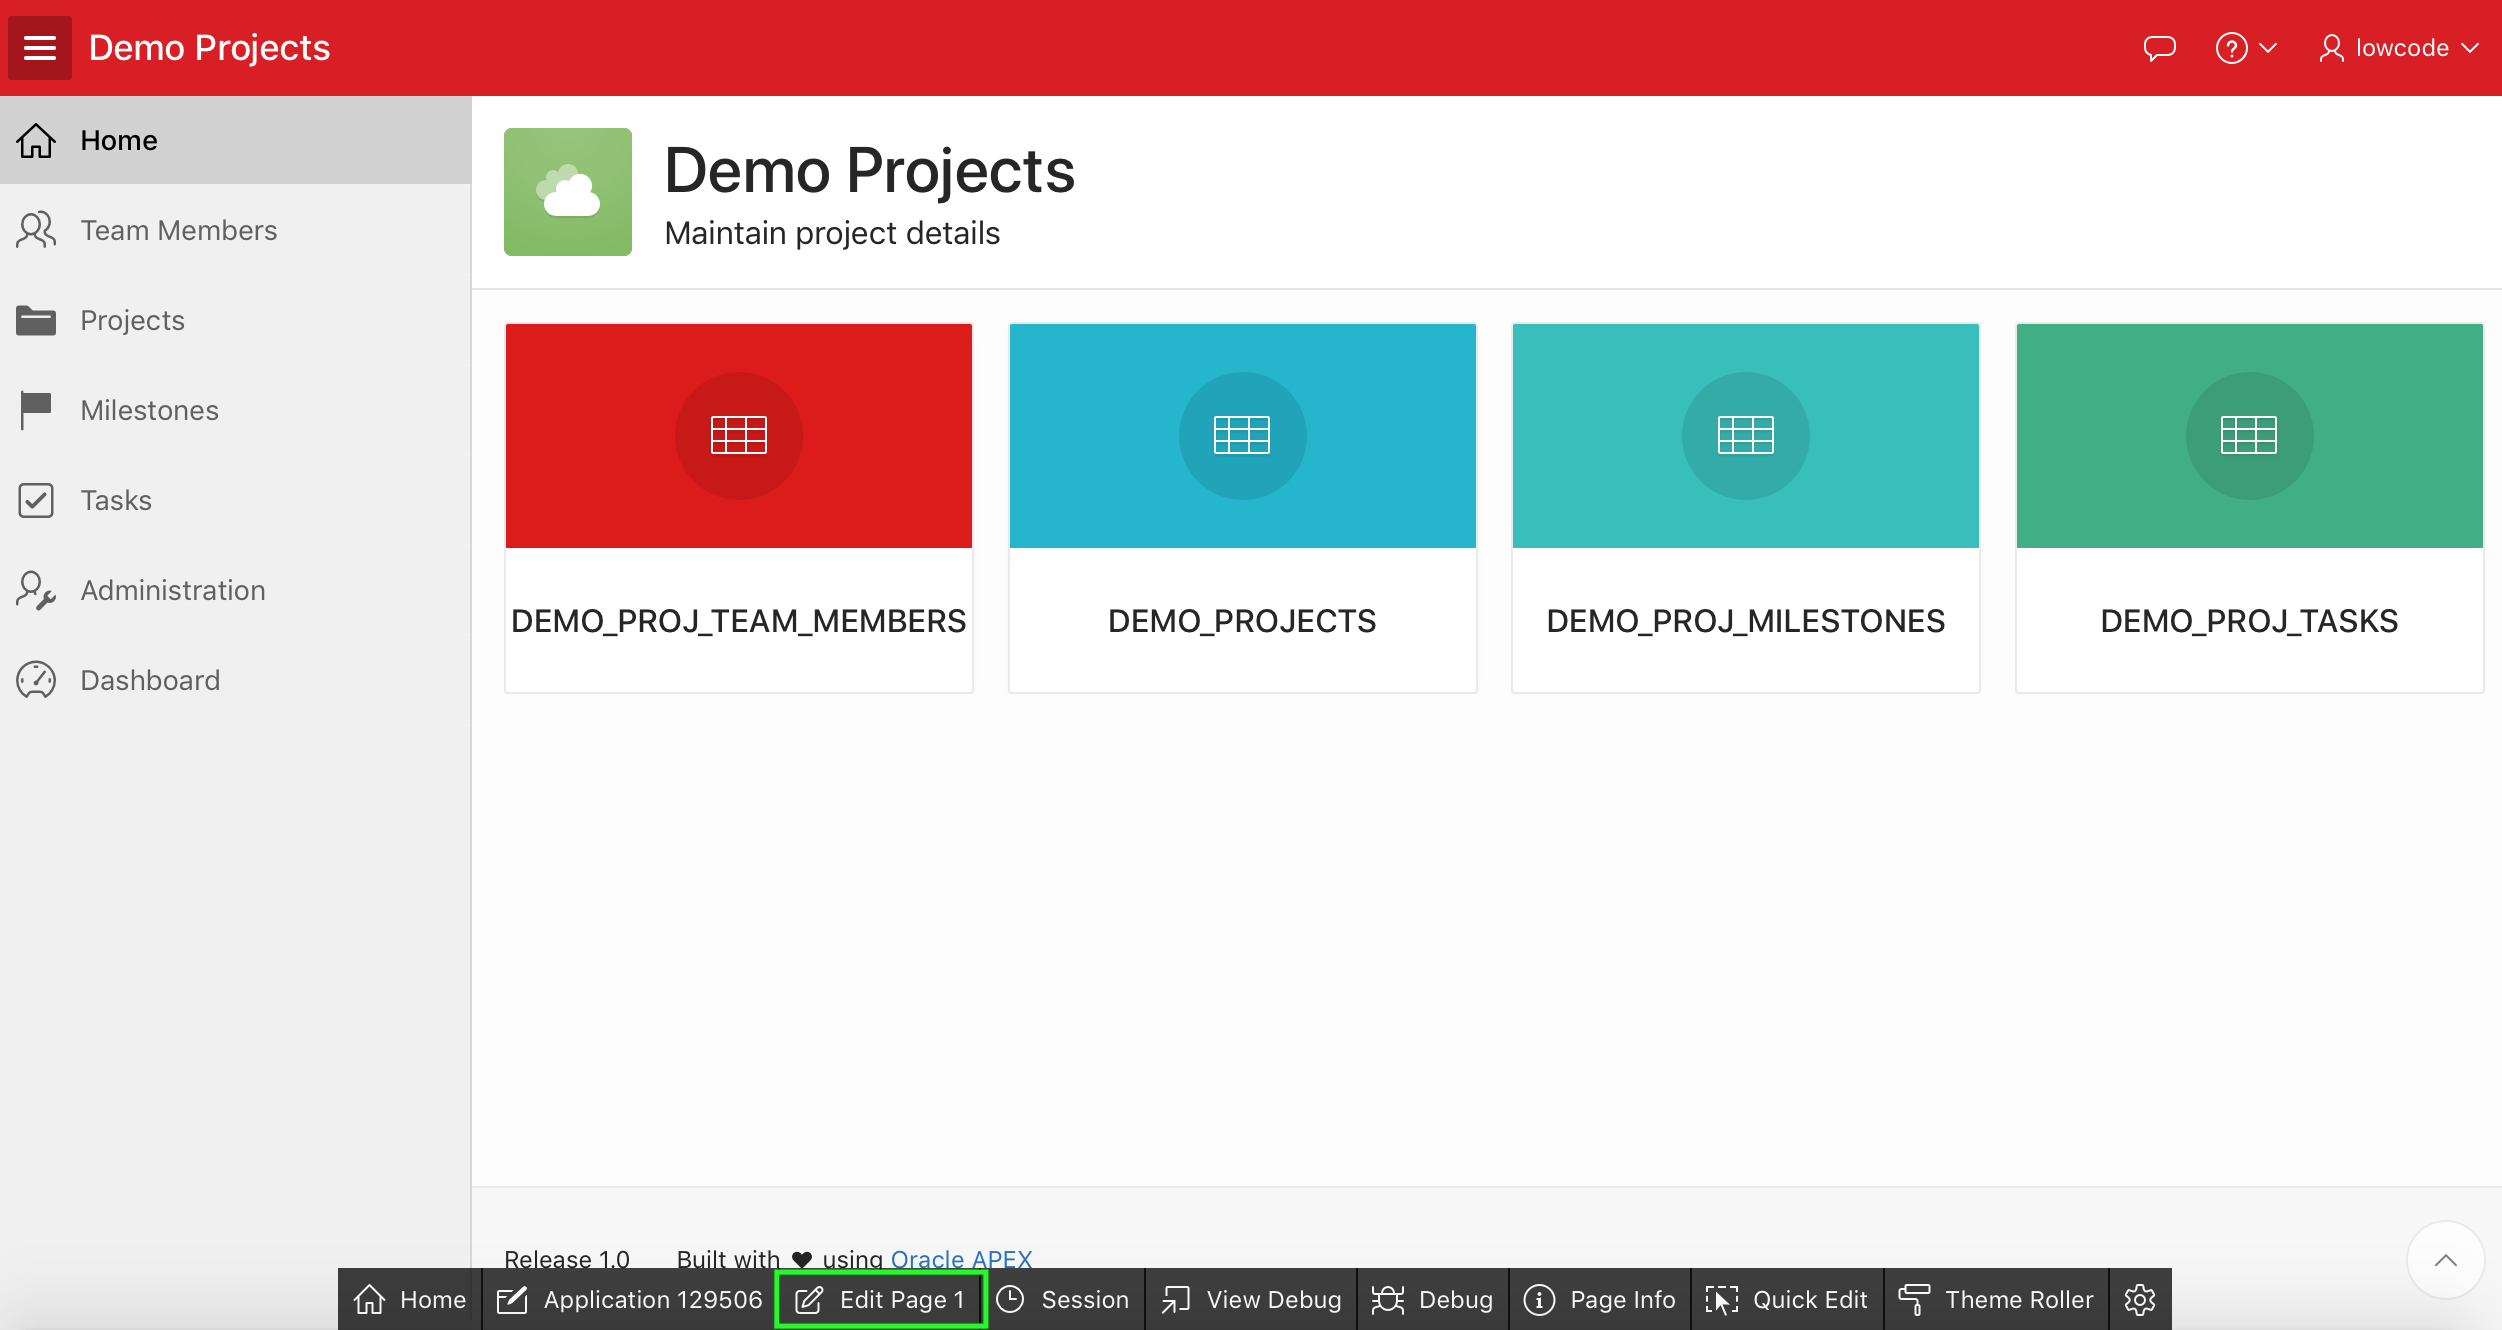 Demo Projects
lowcode
Home
Team Members
Projects
Milestones
Tasks
Administration
Dashboard
Demo Projects
Maintain project details
DEMO_PROJ_TEAM_MEMBERS
DEMO_PROJECTS
DEMO_PROJ_MILESTONES
DEMO_PROJ_TASKS
Release 1.0 Built with ♥ using Oracle APEX
Home Application 129506 Edit Page 1 Session View Debug Debug Page Info Quick Edit Theme Roller